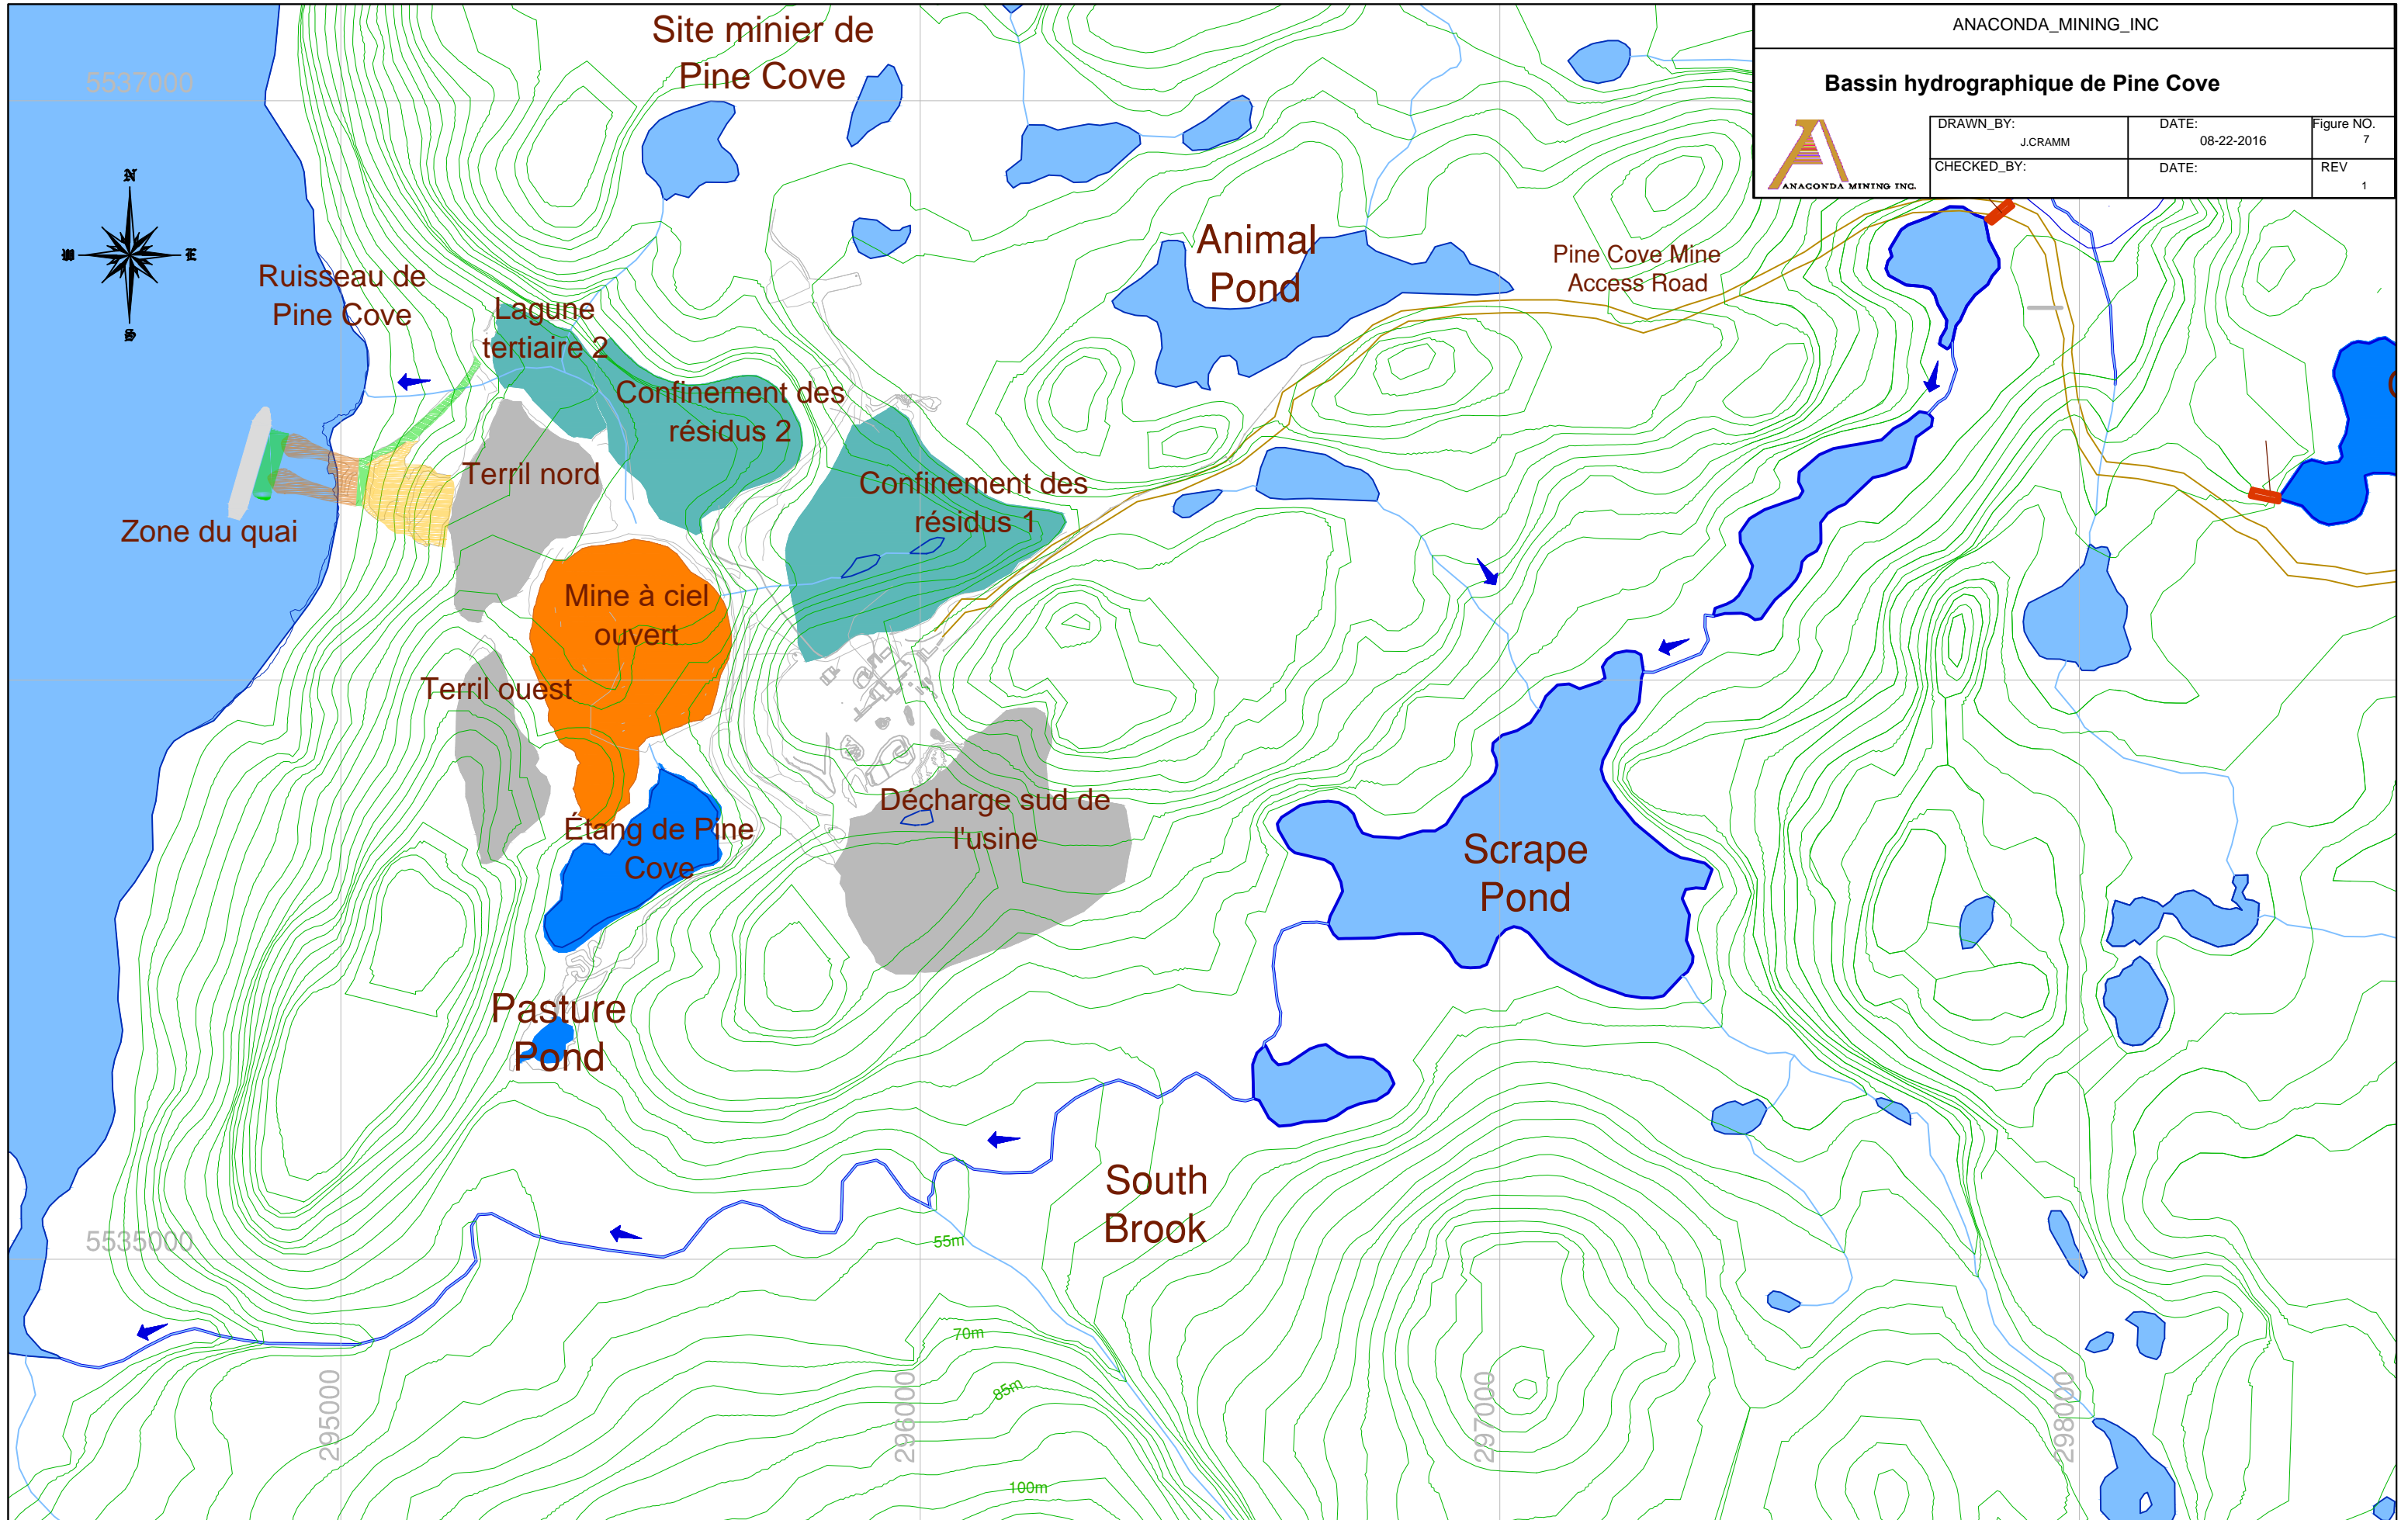 ANACONDA_MINING_INC
Bassin hydrographique de Pine Cove
DRAWN_BY:
J.CRAMM
DATE:
08-22-2016
Figure NO.
7
CHECKED_BY:
DATE:
REV
1
ANACONDA MINING INC.
Site minier de
Pine Cove
5537000
N
E
S
Ruisseau de
Pine Cove
Lagune
tertiaire 2
Animal
Pond
Pine Cove Mine
Access Road
Confinement des
résidus 2
Terril nord
Confinement des
résidus 1
Zone du quai
Mine à ciel
ouvert
Terril ouest
Étang de Pine
Cove
Décharge sud de
l'usine
Scrape
Pond
Pasture
Pond
South
Brook
5535000
55m
70m
85m
100m
295000
296000
297000
298000